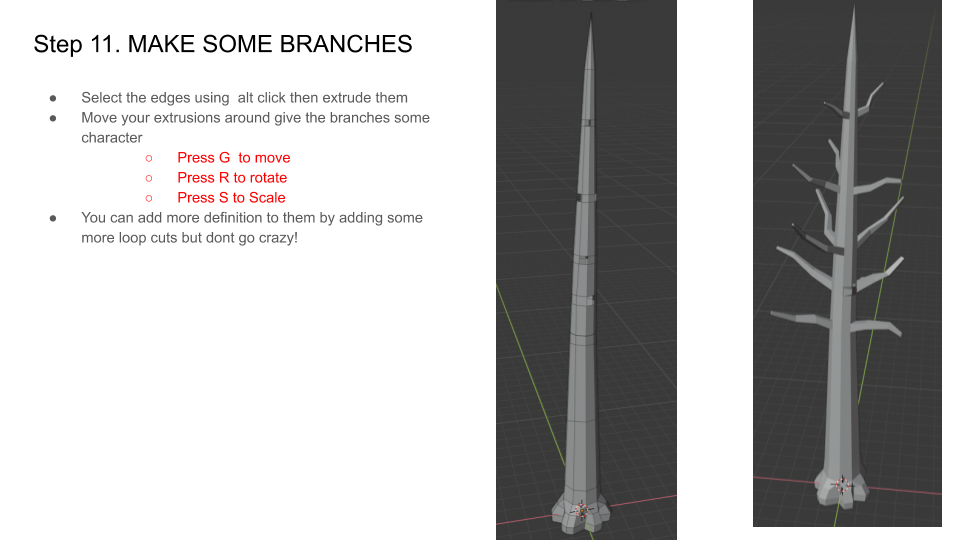 Step 11. MAKE SOME BRANCHES
● Select the edges using  alt click then extrude them
● Move your extrusions around give the branches some
character
○ Press G  to move
○ Press R to rotate
○ Press S to Scale
● You can add more definition to them by adding some
more loop cuts but dont go crazy!